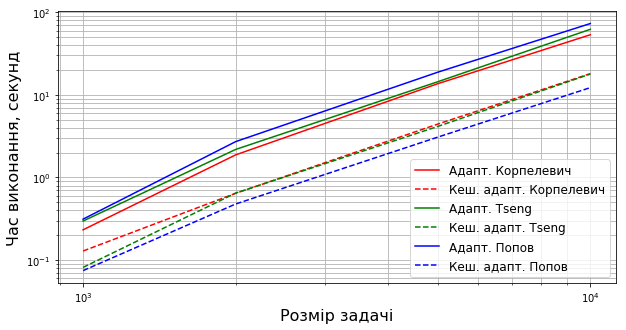 10²
10¹
10⁰
10⁻¹
Час виконання, секунд
Адапт. Корпелевич
Кеш. адапт. Корпелевич
Адапт. Tseng
Кеш. адапт. Tseng
Адапт. Попов
Кеш. адапт. Попов
10³
10⁴
Розмір задачі